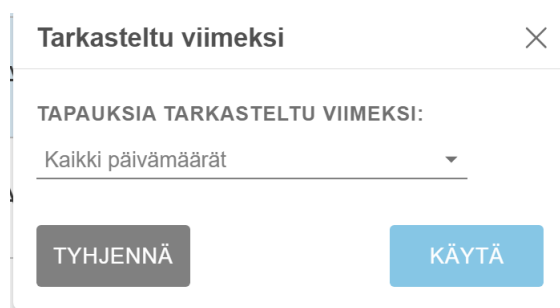 Tarkasteltu viimeksi
TAPAUKSIA TARKASTELTU VIIMEKSI:
Kaikki päivämäärät
TYHJENNÄ KÄYTÄ